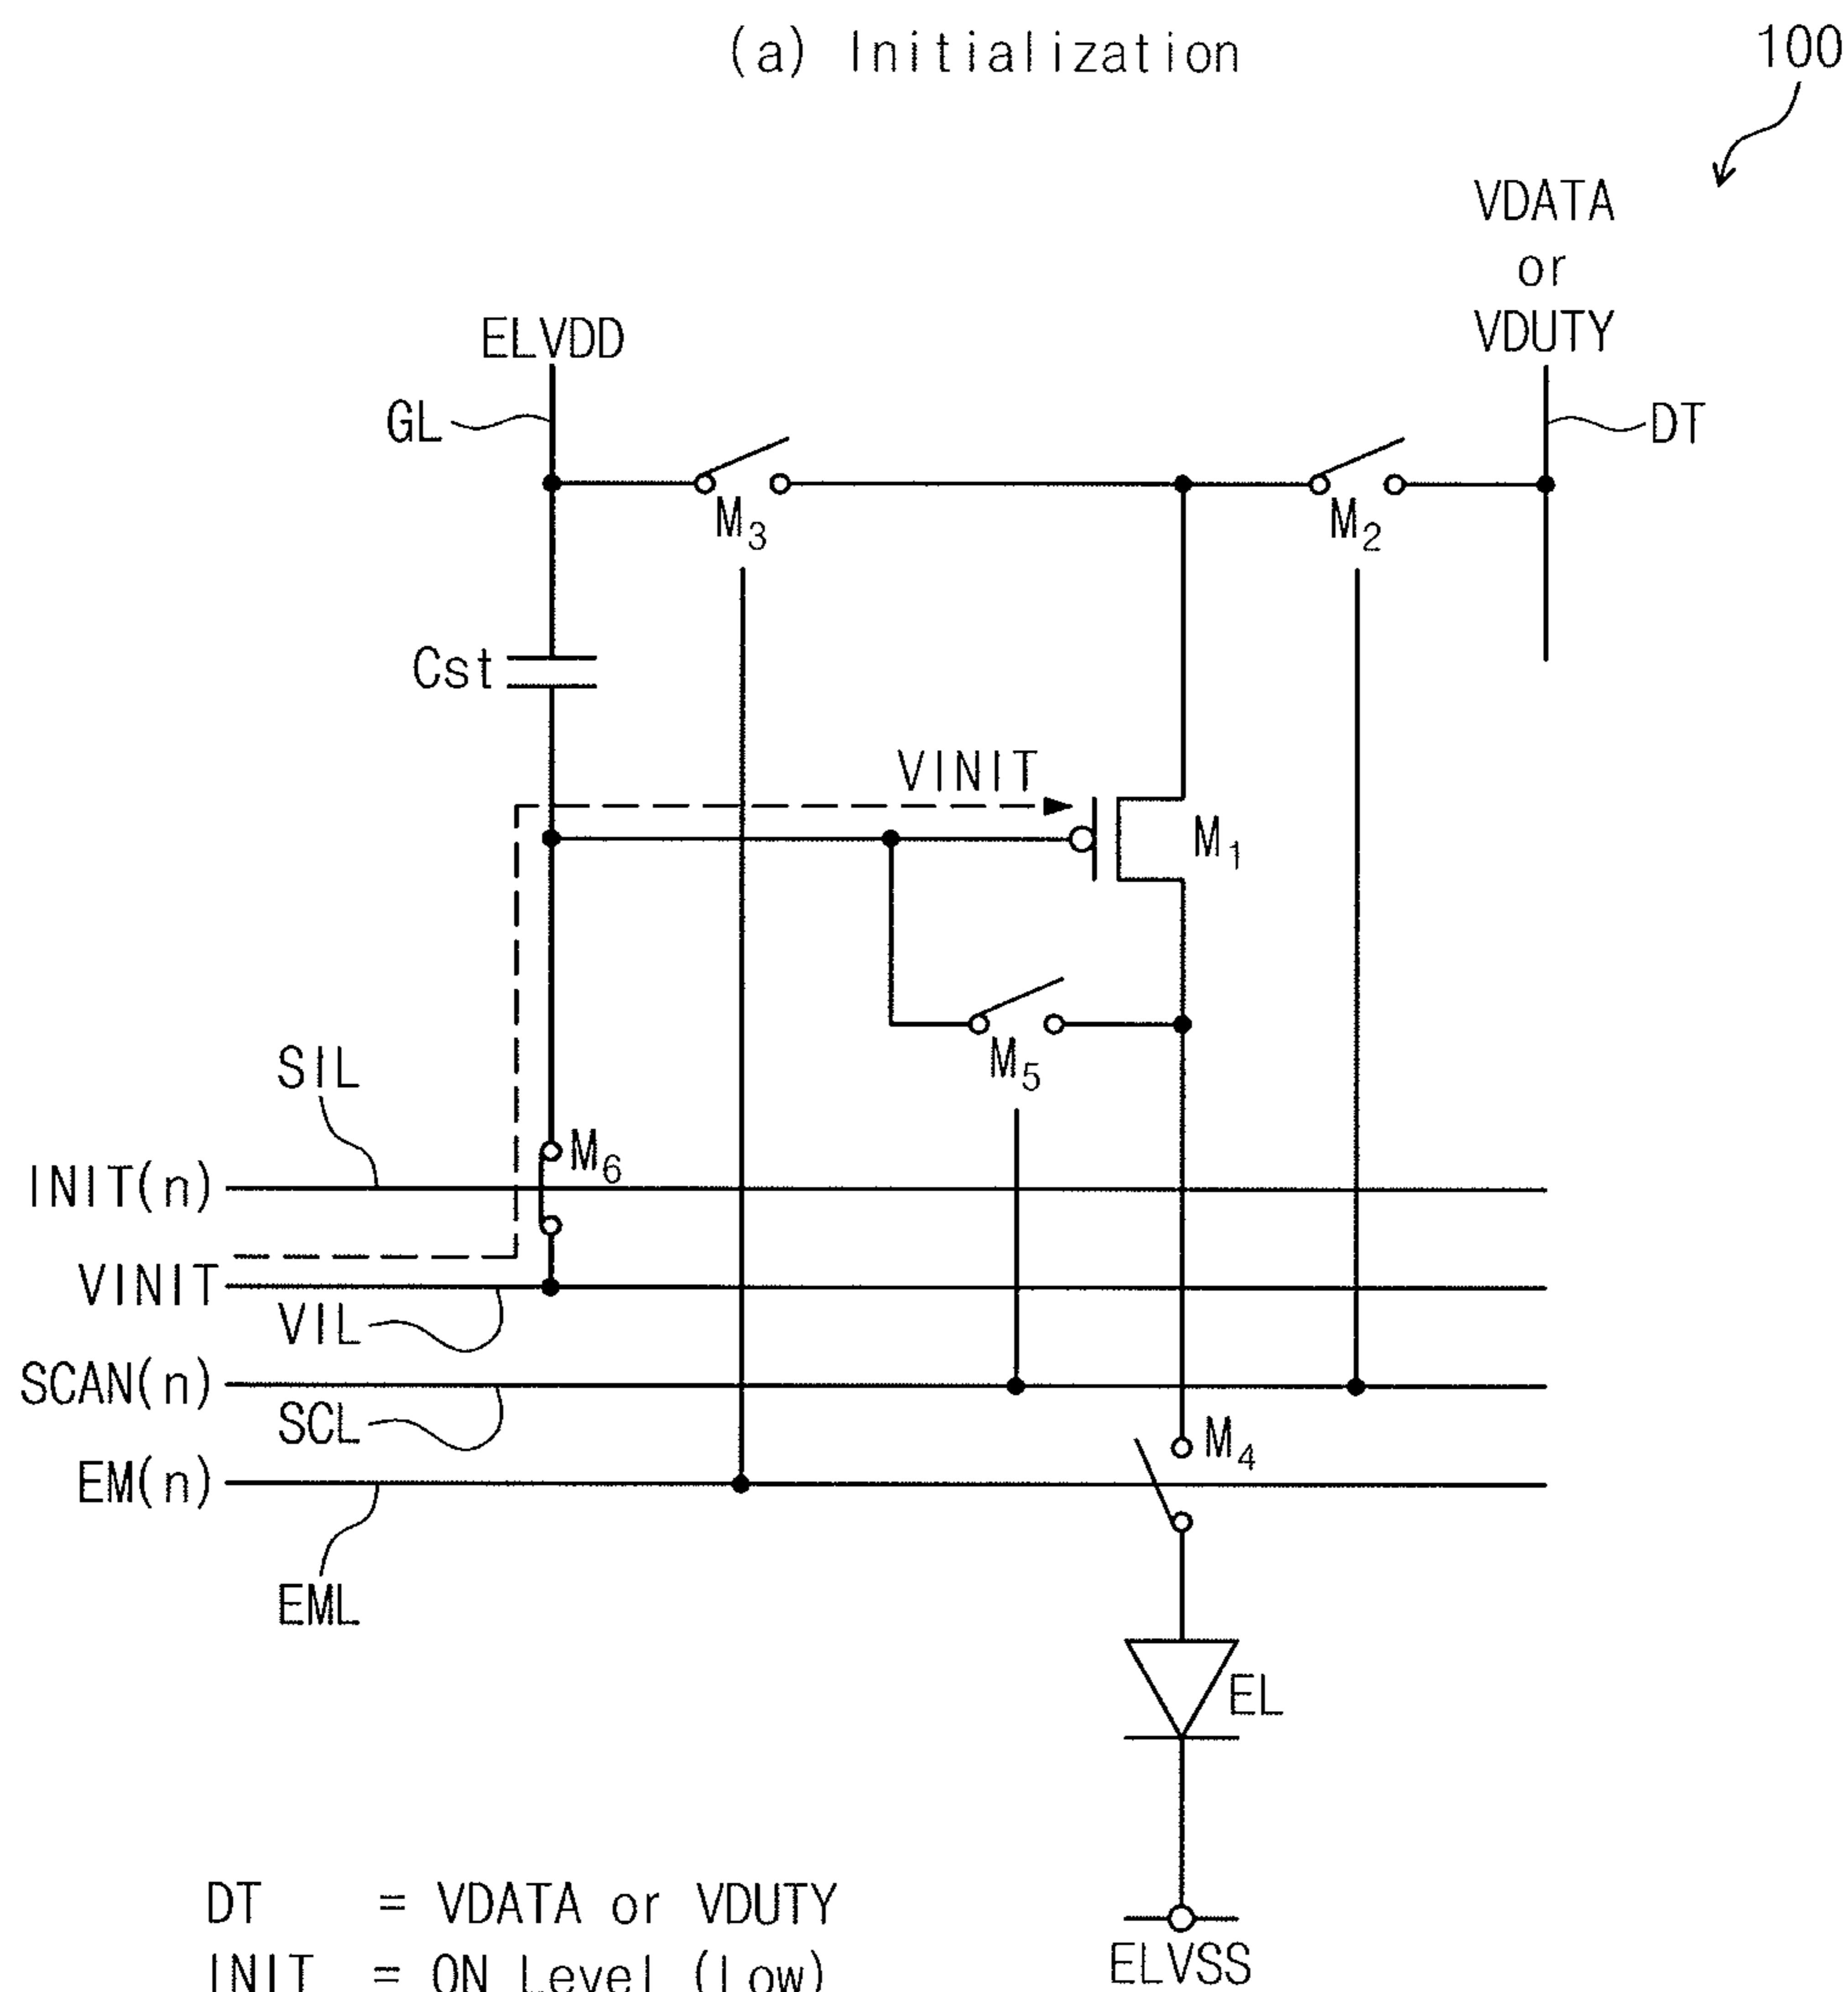 (a) Initialization
100
VDATA
or
VDUTY
ELVDD
GL
DT
M3
M2
Cst
VINIT
M1
M5
SIL
M6
INIT(n)
VINIT
VIL
SCAN(n)
SCL
M4
EM(n)
EML
EL
DT = VDATA or VDUTY
INIT = ON Level (Low)
ELVSS